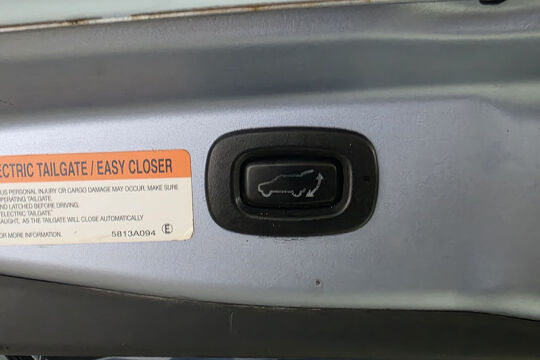 ECTRIC TAILGATE / EASY CLOSER
US PERSONAL INJURY OR CARGO DAMAGE MAY OCCUR. MAKE SURE
OPERATING TAILGATE.
ND LATCHED BEFORE DRIVING.
"ELECTRIC TAILGATE"
AUGHT, AS THE TAILGATE WILL CLOSE AUTOMATICALLY
OR MORE INFORMATION.
5813A094 E